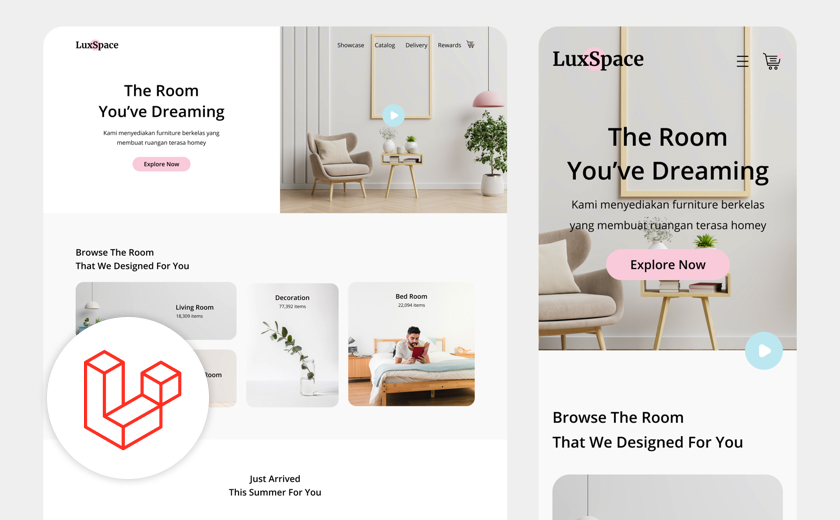 LuxSpace
Showcase Catalog Delivery Rewards
The Room
You’ve Dreaming
Kami menyediakan furniture berkelas yang
membuat ruangan terasa homey
Explore Now
Browse The Room
That We Designed For You
Living Room
18,309 items
Decoration
77,392 items
Bed Room
22,094 items
Just Arrived
This Summer For You
LuxSpace
The Room
You’ve Dreaming
Kami menyediakan furniture berkelas
yang membuat ruangan terasa homey
Explore Now
Browse The Room
That We Designed For You